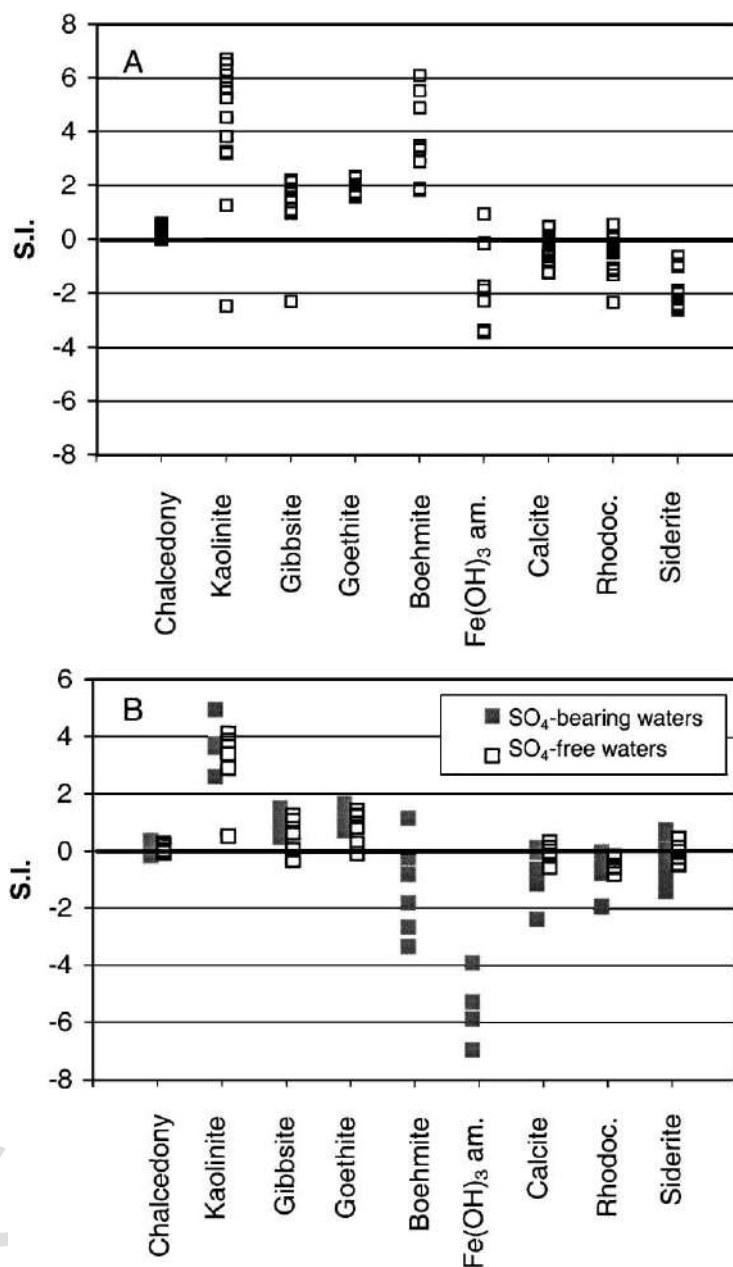 8
A
6
4
2
0
-2
-4
-6
-8
S.I.
Chalcedony
Kaolinite
Gibbsite
Goethite
Boehmite
Fe(OH)₃ am.
Calcite
Rhodoc.
Siderite
6
B
SO₄-bearing waters
SO₄-free waters
4
2
0
-2
-4
-6
-8
S.I.
Chalcedony
Kaolinite
Gibbsite
Goethite
Boehmite
Fe(OH)₃ am.
Calcite
Rhodoc.
Siderite